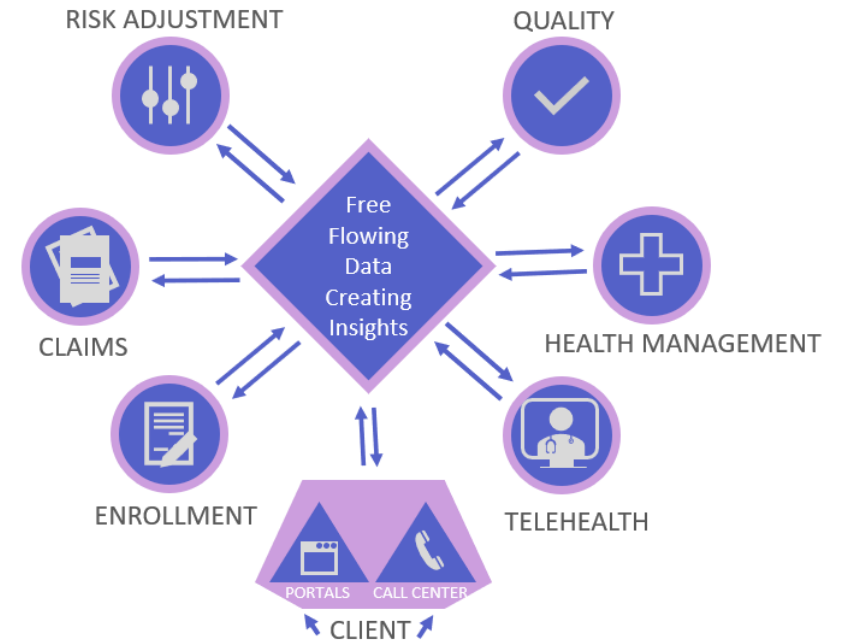 RISK ADJUSTMENT
QUALITY
Free
Flowing
Data
Creating
Insights
CLAIMS
HEALTH MANAGEMENT
ENROLLMENT
TELEHEALTH
PORTALS
CALL CENTER
CLIENT